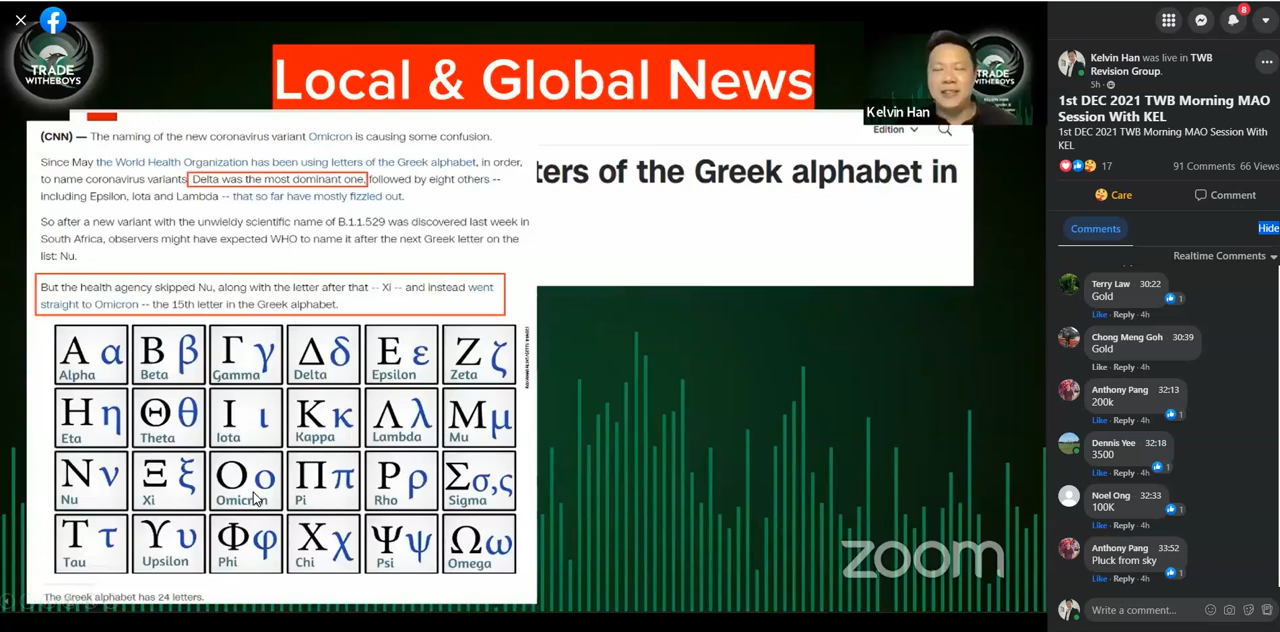 TRADE
WITHEBOYS
Local & Global News
TRADE
WITHEBOYS
Kelvin Han
Edition
(CNN) — The naming of the new coronavirus variant Omicron is causing some confusion.
Since May the World Health Organization has been using letters of the Greek alphabet, in order,
to name coronavirus variants. Delta was the most dominant one, followed by eight others --
including Epsilon, Iota and Lambda -- that so far have mostly fizzled out.
So after a new variant with the unwieldy scientific name of B.1.1.529 was discovered last week in
South Africa, observers might have expected WHO to name it after the next Greek letter on the
list: Nu.
But the health agency skipped Nu, along with the letter after that -- Xi -- and instead went
straight to Omicron -- the 15th letter in the Greek alphabet.
ters of the Greek alphabet in
Α α Β β Γ γ Δ δ Ε ε Ζ ζ
Alpha Beta Gamma Delta Epsilon Zeta
Η η Θ θ Ι ι Κ κ Λ λ Μ μ
Eta Theta Iota Kappa Lambda Mu
Ν ν Ξ ξ Ο ο Π π Ρ ρ Σ σ,ς
Nu Xi Omicron Pi Rho Sigma
Τ τ Υ υ Φ φ Χ χ Ψ ψ Ω ω
Tau Upsilon Phi Chi Psi Omega
The Greek alphabet has 24 letters.
zoom
8
Kelvin Han was live in TWB
Revision Group.
5h
1st DEC 2021 TWB Morning MAO
Session With KEL
1st DEC 2021 TWB Morning MAO Session With
KEL
17 91 Comments 66 Views
Care Comment
Comments Hide
Realtime Comments
Terry Law 30:22
Gold
1
Like · Reply · 4h
Chong Meng Goh 30:39
Gold
Like · Reply · 4h
Anthony Pang 32:13
200k
1
Like · Reply · 4h
Dennis Yee 32:18
3500
1
Like · Reply · 4h
Noel Ong 32:33
100K
1
Like · Reply · 4h
Anthony Pang 33:52
Pluck from sky
1
Like · Reply · 4h
Write a comment…